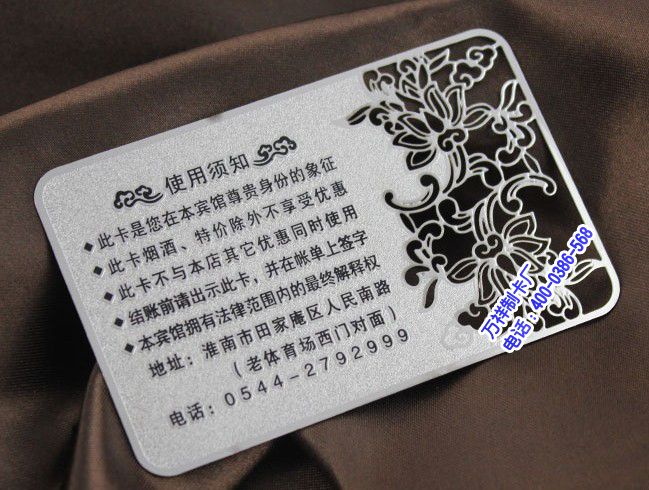 使用须知
◆此卡是您在本宾馆尊贵身份的象征
◆此卡烟酒、特价除外不享受优惠
◆此卡不与本店其它优惠同时使用
◆结账前请出示此卡，并在帐单上签字
◆本宾馆拥有法律范围内的最终解释权
地址：淮南市田家庵区人民南路
（老体育场西门对面）
电话：0544-2792999
万祥制卡厂
电话：400-0386-568